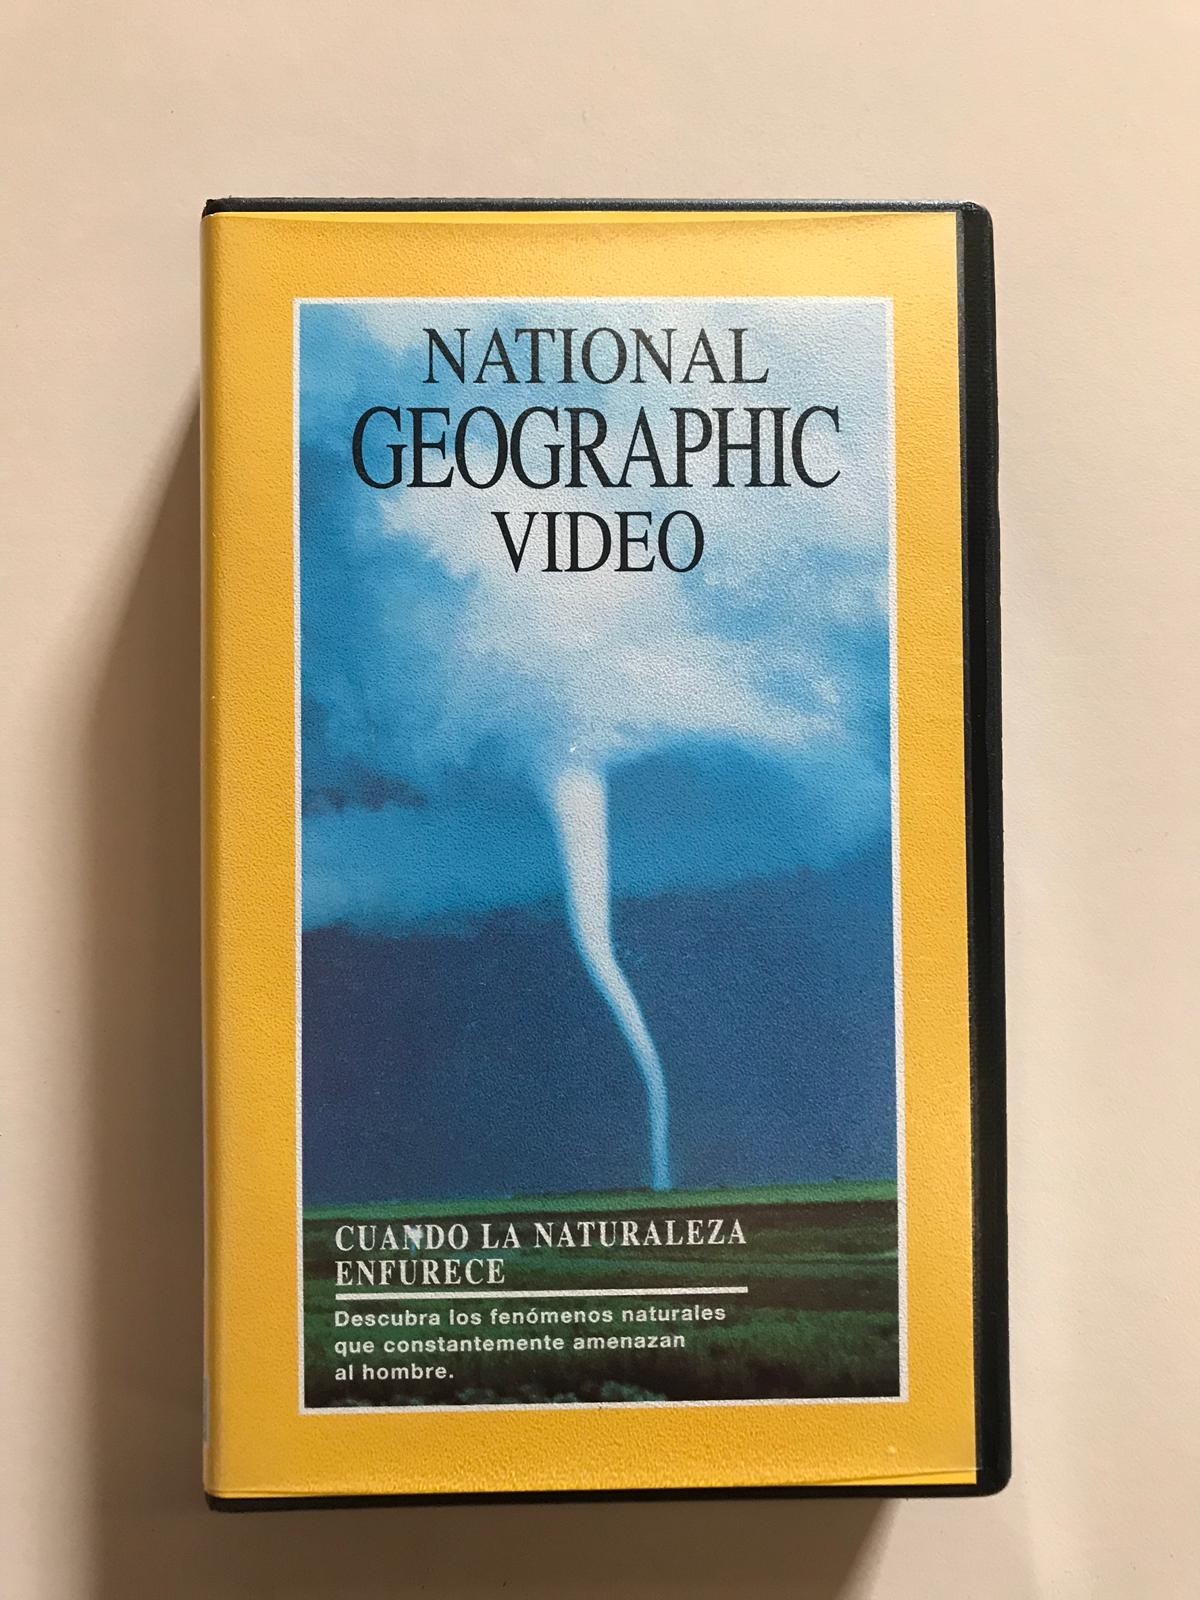 NATIONAL
GEOGRAPHIC
VIDEO
CUANDO LA NATURALEZA
ENFURECE
Descubra los fenómenos naturales
que constantemente amenazan
al hombre.